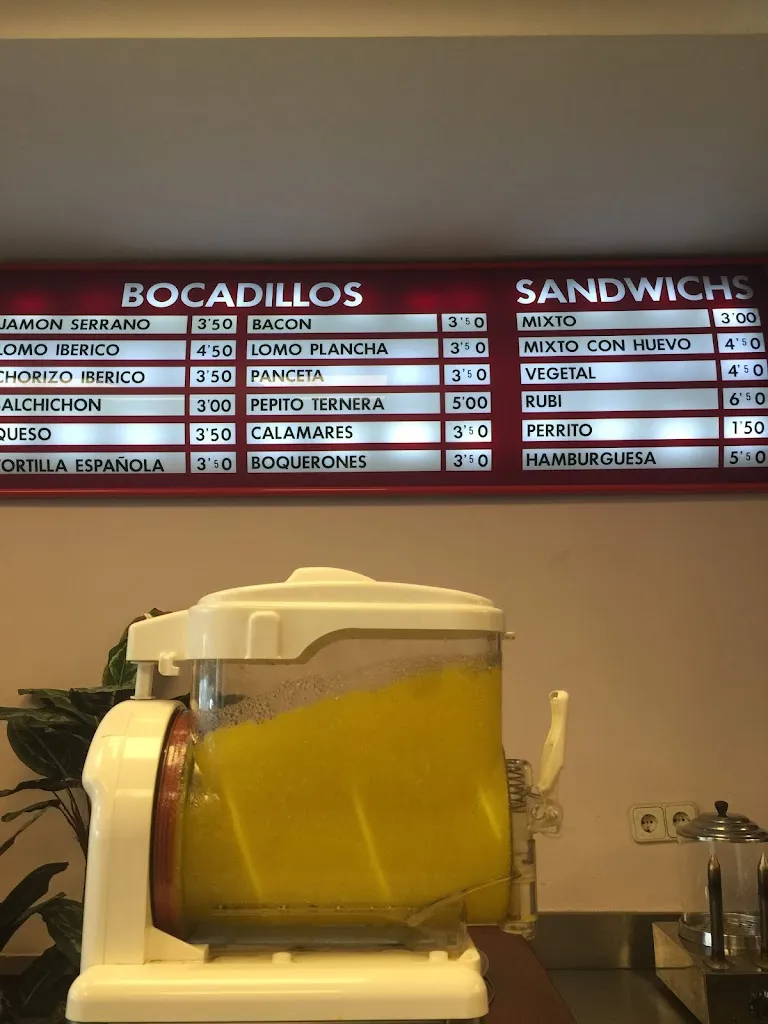 BOCADILLOS
JAMON SERRANO 3'50
LOMO IBERICO 4'50
CHORIZO IBERICO 3'50
SALCHICHON 3'00
QUESO 3'50
TORTILLA ESPAÑOLA 3'50
BACON 3'50
LOMO PLANCHA 3'50
PANCETA 3'50
PEPITO TERNERA 5'00
CALAMARES 3'50
BOQUERONES 3'50
SANDWICHS
MIXTO 3'00
MIXTO CON HUEVO 4'50
VEGETAL 4'50
RUBI 6'50
PERRITO 1'50
HAMBURGUESA 5'50